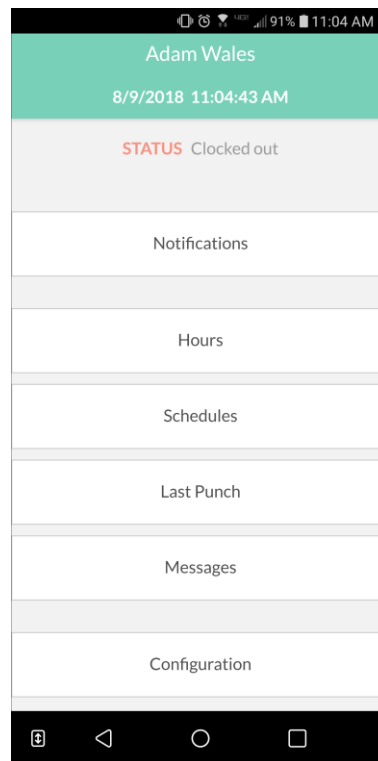 91% 11:04 AM
Adam Wales
8/9/2018 11:04:43 AM
STATUS Clocked out
Notifications
Hours
Schedules
Last Punch
Messages
Configuration